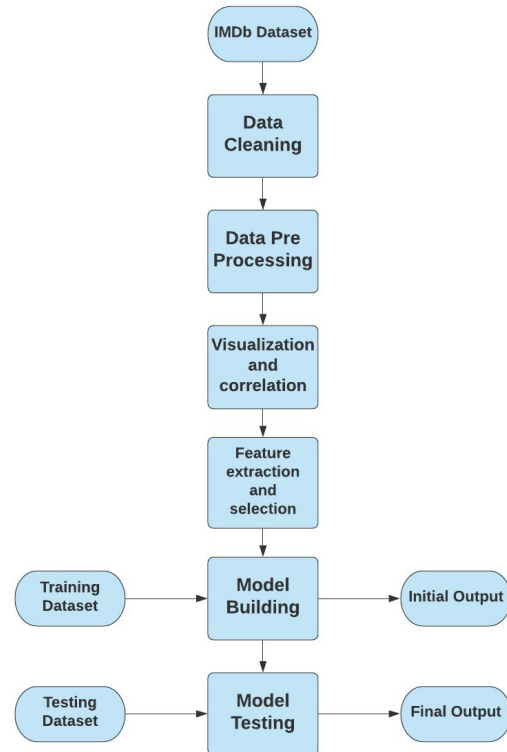 IMDb Dataset
Data
Cleaning
Data Pre
Processing
Visualization
and
correlation
Feature
extraction
and
selection
Training
Dataset
Model
Building
Initial Output
Testing
Dataset
Model
Testing
Final Output